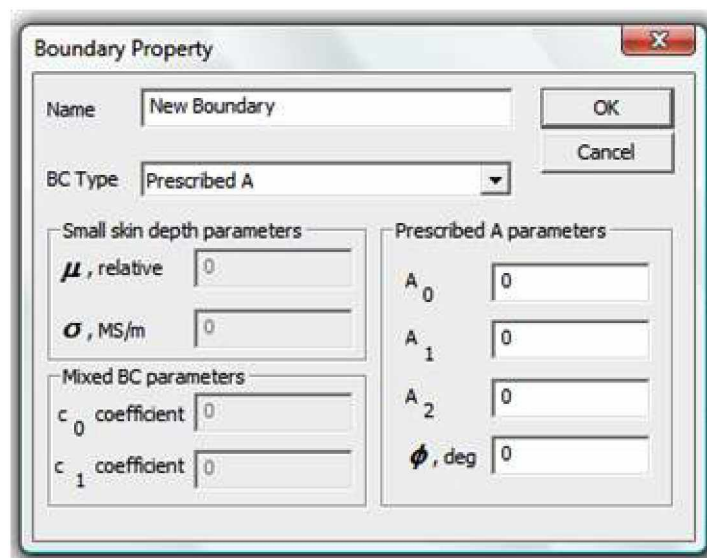 Boundary Property
Name New Boundary OK
Cancel
BC Type Prescribed A
Small skin depth parameters
μ, relative 0
σ, MS/m 0
Mixed BC parameters
c 0 coefficient 0
c 1 coefficient 0
Prescribed A parameters
A 0 0
A 1 0
A 2 0
ϕ, deg 0